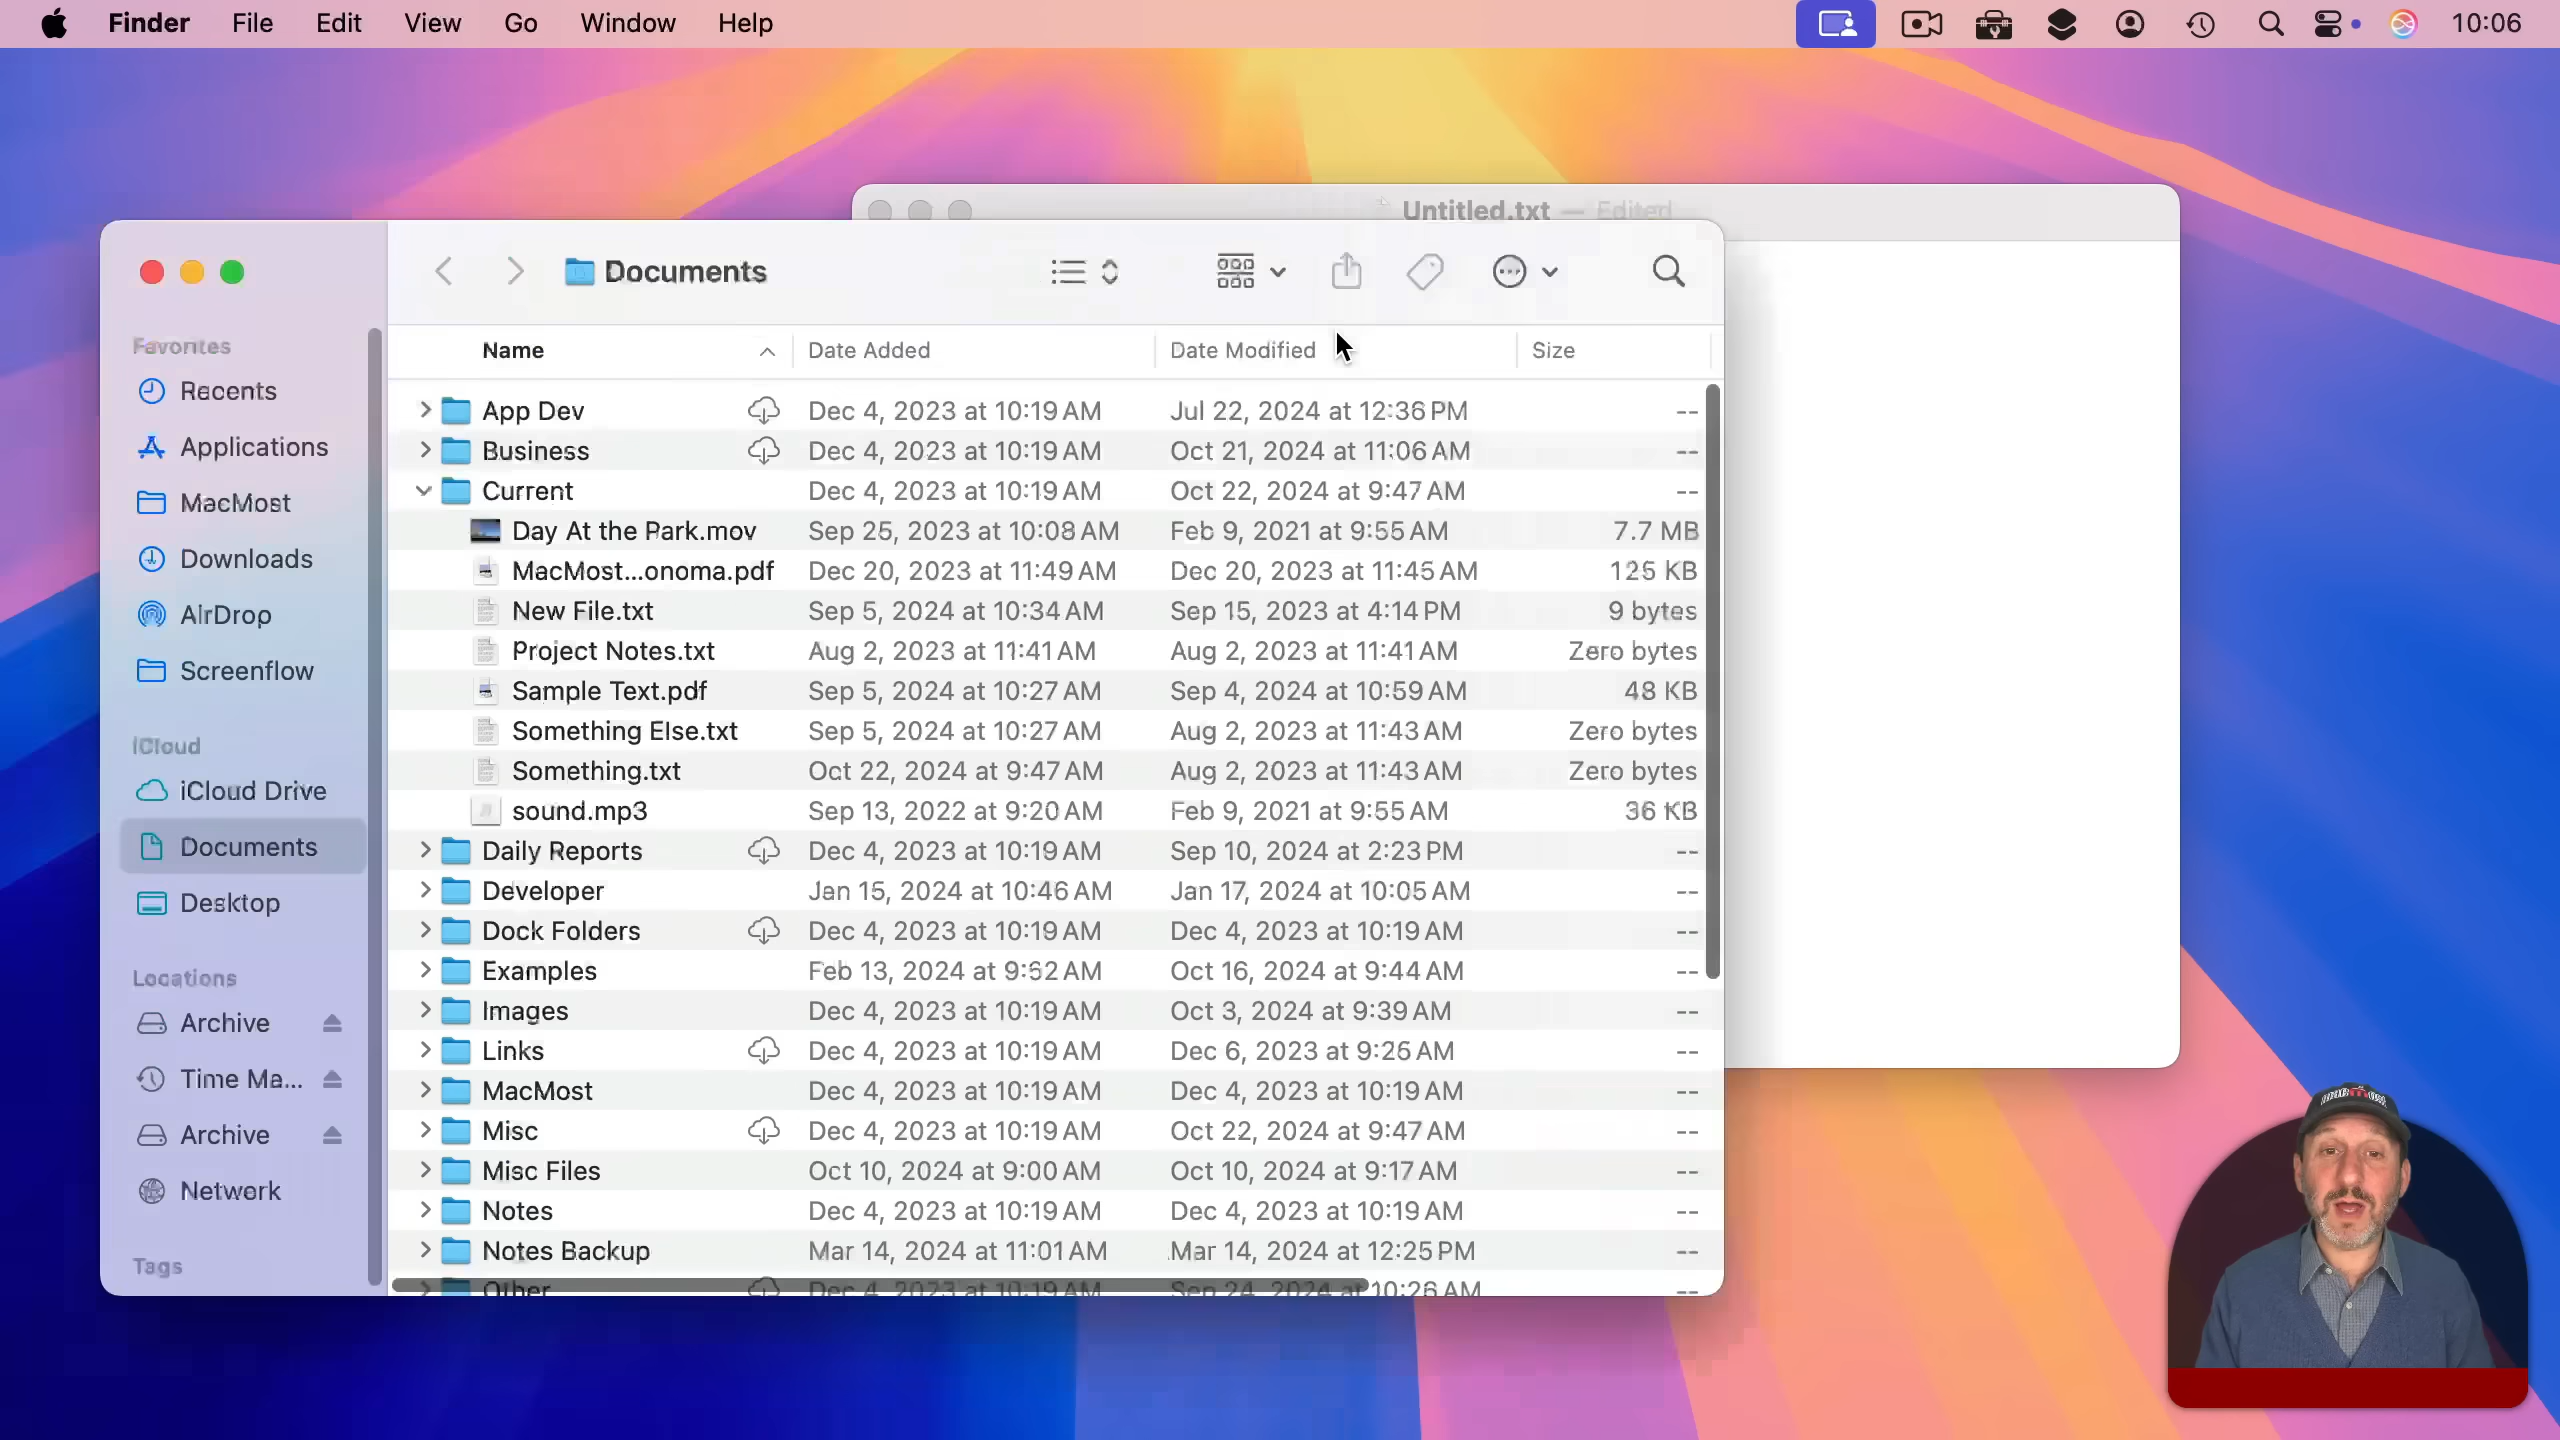 Finder File Edit View Go Window Help 10:06
Untitled.txt — Edited
Documents
Favorites
Recents
Applications
MacMost
Downloads
AirDrop
Screenflow
iCloud
iCloud Drive
Documents
Desktop
Locations
Archive
Time Ma...
Archive
Network
Tags
Name Date Added Date Modified Size
App Dev Dec 4, 2023 at 10:19 AM Jul 22, 2024 at 12:36 PM --
Business Dec 4, 2023 at 10:19 AM Oct 21, 2024 at 11:06 AM --
Current Dec 4, 2023 at 10:19 AM Oct 22, 2024 at 9:47 AM --
Day At the Park.mov Sep 25, 2023 at 10:08 AM Feb 9, 2021 at 9:55 AM 7.7 MB
MacMost...onoma.pdf Dec 20, 2023 at 11:49 AM Dec 20, 2023 at 11:45 AM 125 KB
New File.txt Sep 5, 2024 at 10:34 AM Sep 15, 2023 at 4:14 PM 9 bytes
Project Notes.txt Aug 2, 2023 at 11:41 AM Aug 2, 2023 at 11:41 AM Zero bytes
Sample Text.pdf Sep 5, 2024 at 10:27 AM Sep 4, 2024 at 10:59 AM 48 KB
Something Else.txt Sep 5, 2024 at 10:27 AM Aug 2, 2023 at 11:43 AM Zero bytes
Something.txt Oct 22, 2024 at 9:47 AM Aug 2, 2023 at 11:43 AM Zero bytes
sound.mp3 Sep 13, 2022 at 9:20 AM Feb 9, 2021 at 9:55 AM 36 KB
Daily Reports Dec 4, 2023 at 10:19 AM Sep 10, 2024 at 2:23 PM --
Developer Jan 15, 2024 at 10:46 AM Jan 17, 2024 at 10:05 AM --
Dock Folders Dec 4, 2023 at 10:19 AM Dec 4, 2023 at 10:19 AM --
Examples Feb 13, 2024 at AM Oct 16, 2024 at 9:44 AM --
Images Dec 4, 2023 at 10:19 AM Oct 3, 2024 at 9:39 AM --
Links Dec 4, 2023 at 10:19 AM Dec 6, 2023 at AM --
MacMost Dec 4, 2023 at 10:19 AM Dec 4, 2023 at 10:19 AM --
Misc Dec 4, 2023 at 10:19 AM Oct 22, 2024 at 9:47 AM --
Misc Files Oct 10, 2024 at 9:00 AM Oct 10, 2024 at 9:17 AM --
Notes Dec 4, 2023 at 10:19 AM Dec 4, 2023 at 10:19 AM --
Notes Backup Mar 14, 2024 at 11:01 AM Mar 14, 2024 at 12:25 PM --
Other Dec 4, 2023 at 10:19 AM Sep 24, 2024 at AM --